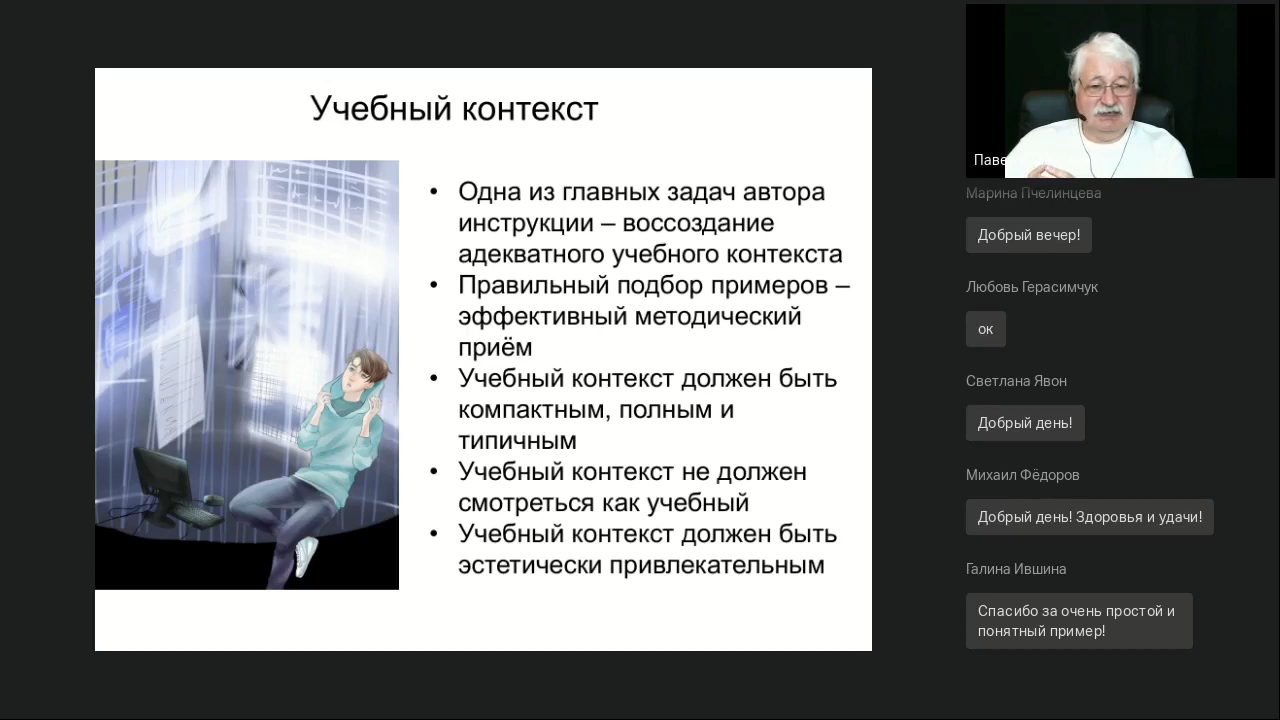 Учебный контекст
• Одна из главных задач автора
инструкции – воссоздание
адекватного учебного контекста
• Правильный подбор примеров –
эффективный методический
приём
• Учебный контекст должен быть
компактным, полным и
типичным
• Учебный контекст не должен
смотреться как учебный
• Учебный контекст должен быть
эстетически привлекательным
Паве
Марина Пчелинцева
Добрый вечер!
Любовь Герасимчук
ок
Светлана Явон
Добрый день!
Михаил Фёдоров
Добрый день! Здоровья и удачи!
Галина Ившина
Спасибо за очень простой и
понятный пример!